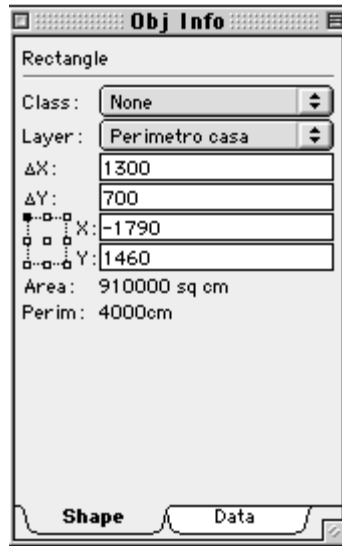 Obj Info
Rectangle
Class: None
Layer: Perimetro casa
ΔX: 1300
ΔY: 700
X: -1790
Y: 1460
Area: 910000 sq cm
Perim: 4000cm
Shape Data